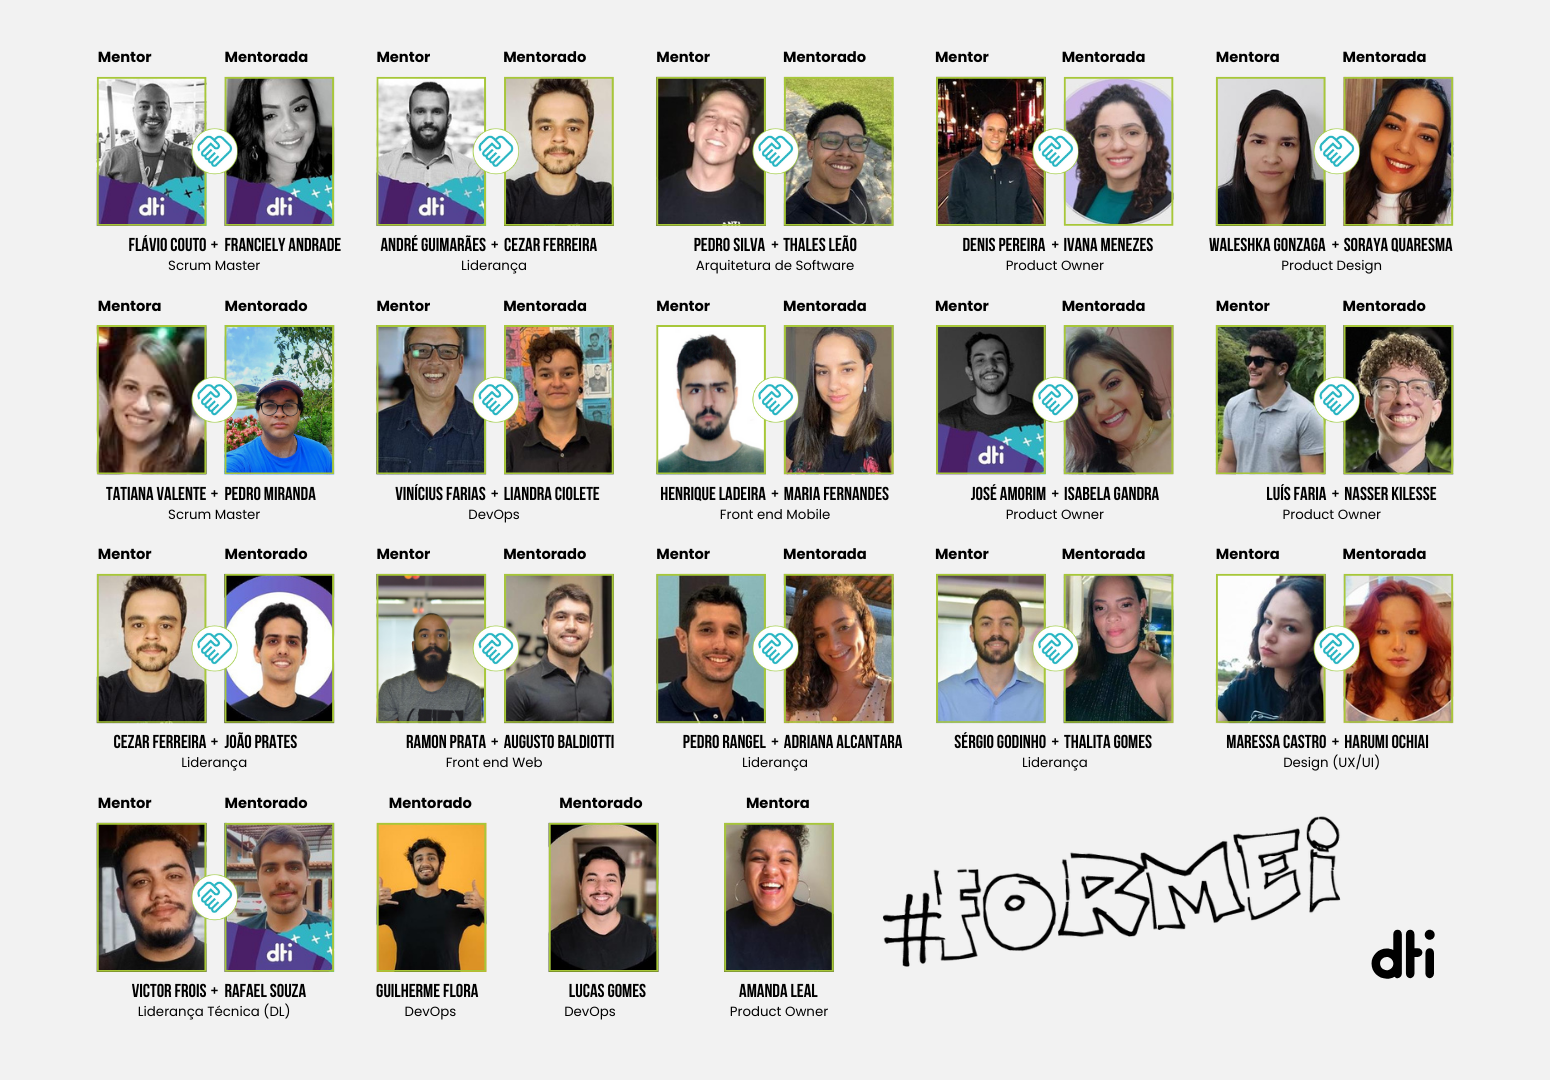 Mentor Mentorada Mentor Mentorado Mentor Mentorado Mentor Mentorada Mentora Mentorada
dti dti dti
FLÁVIO COUTO + FRANCIELY ANDRADE ANDRÉ GUIMARÃES + CEZAR FERREIRA PEDRO SILVA + THALES LEÃO DENIS PEREIRA + IVANA MENEZES WALESHKA GONZAGA + SORAYA QUARESMA
Scrum Master Liderança Arquitetura de Software Product Owner Product Design
Mentora Mentorado Mentor Mentorada Mentor Mentorada Mentor Mentorada Mentor Mentorado
dti
TATIANA VALENTE + PEDRO MIRANDA VINÍCIUS FARIAS + LIANDRA CIOLETE HENRIQUE LADEIRA + MARIA FERNANDES JOSÉ AMORIM + ISABELA GANDRA LUÍS FARIA + NASSER KILESSE
Scrum Master DevOps Front end Mobile Product Owner Product Owner
Mentor Mentorado Mentor Mentorado Mentor Mentorada Mentor Mentorada Mentora Mentorada
CEZAR FERREIRA + JOÃO PRATES RAMON PRATA + AUGUSTO BALDIOTTI PEDRO RANGEL + ADRIANA ALCANTARA SÉRGIO GODINHO + THALITA GOMES MARESSA CASTRO + HARUMI OCHIAI
Liderança Front end Web Liderança Liderança Design (UX/UI)
Mentor Mentorado Mentorado Mentorado Mentora
dti
#FORMEi
dti
VICTOR FROIS + RAFAEL SOUZA GUILHERME FLORA LUCAS GOMES AMANDA LEAL
Liderança Técnica (DL) DevOps DevOps Product Owner